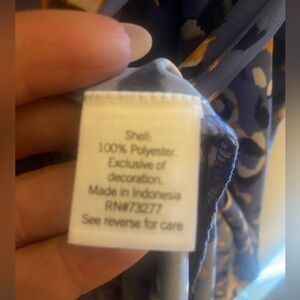 Shell:
100% Polyester.
Exclusive of
decoration.
Made in Indonesia
RN#73277
See reverse for care